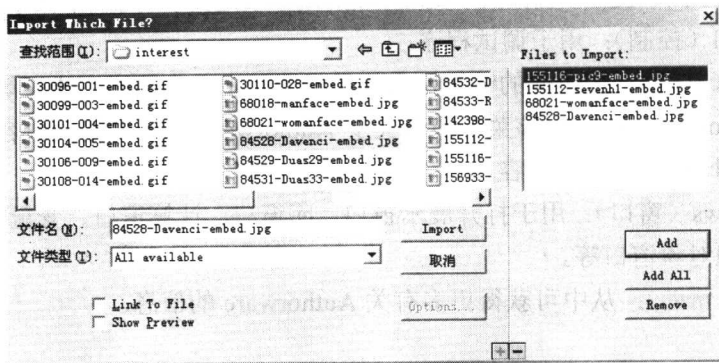 Import Which File?
查找范围(I): interest
30096-001-embed.gif
30099-003-embed.gif
30101-004-embed.gif
30104-005-embed.gif
30106-009-embed.gif
30108-014-embed.gif
30110-028-embed.gif
68018-manface-embed.jpg
68021-womanface-embed.jpg
84528-Davenci-embed.jpg
84529-Duas29-embed.jpg
84531-Duas33-embed.jpg
84532-D
84533-R
142398-
155112-
155116-
156933-
文件名(N): 84528-Davenci-embed.jpg
Import
文件类型(T): All available
取消
Link To File
Show Preview
Options...
Files to Import:
155116-pic9-embed.jpg
155112-sevenh1-embed.jpg
68021-womanface-embed.jpg
84528-Davenci-embed.jpg
Add
Add All
Remove